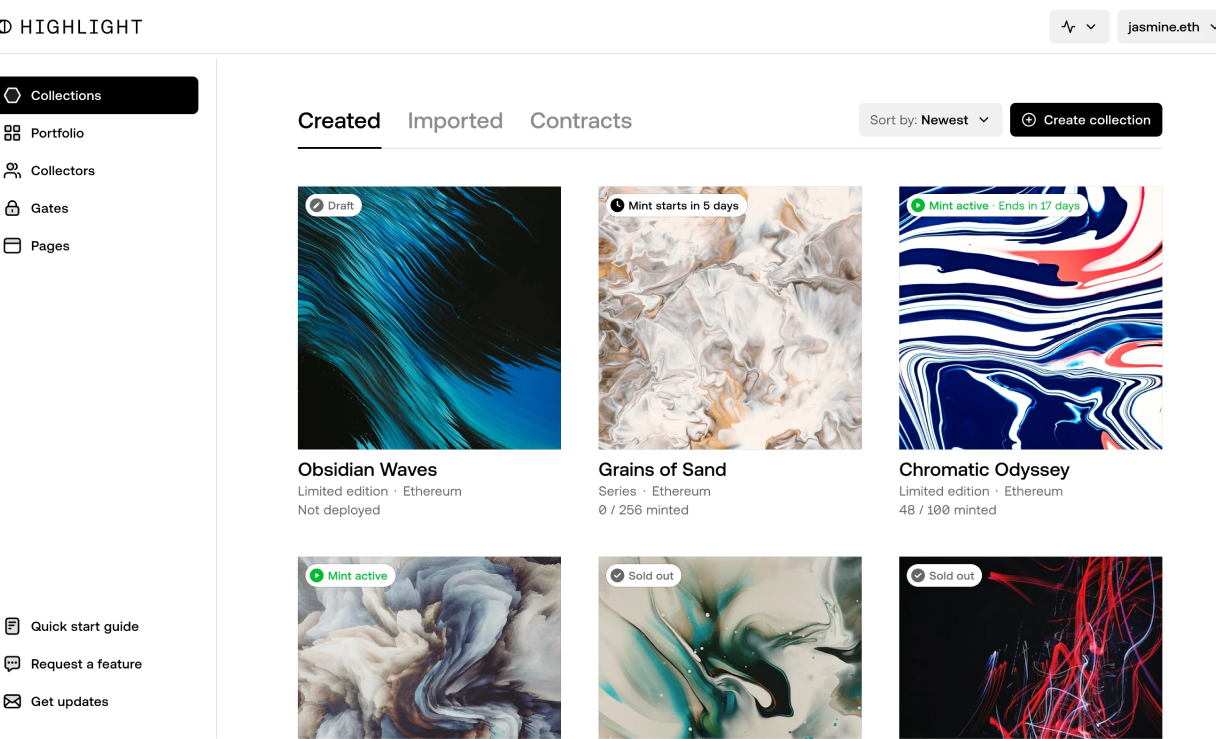 HIGHLIGHT
jasmine.eth
Collections
Portfolio
Collectors
Gates
Pages
Quick start guide
Request a feature
Get updates
Created Imported Contracts
Sort by: Newest
Create collection
Draft
Obsidian Waves
Limited edition · Ethereum
Not deployed
Mint starts in 5 days
Grains of Sand
Series · Ethereum
0 / 256 minted
Mint active · Ends in 17 days
Chromatic Odyssey
Limited edition · Ethereum
48 / 100 minted
Mint active
Sold out
Sold out